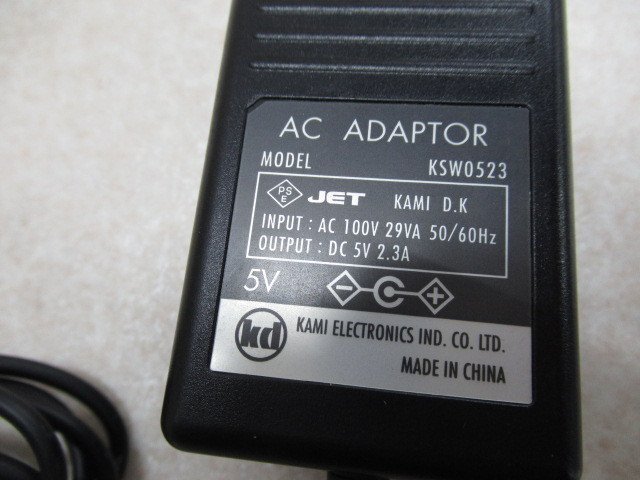 AC ADAPTOR
MODEL KSW0523
PS E JET KAMI D.K
INPUT : AC 100V 29VA 50/60Hz
OUTPUT : DC 5V 2.3A
5V
kd KAMI ELECTRONICS IND. CO. LTD.
MADE IN CHINA